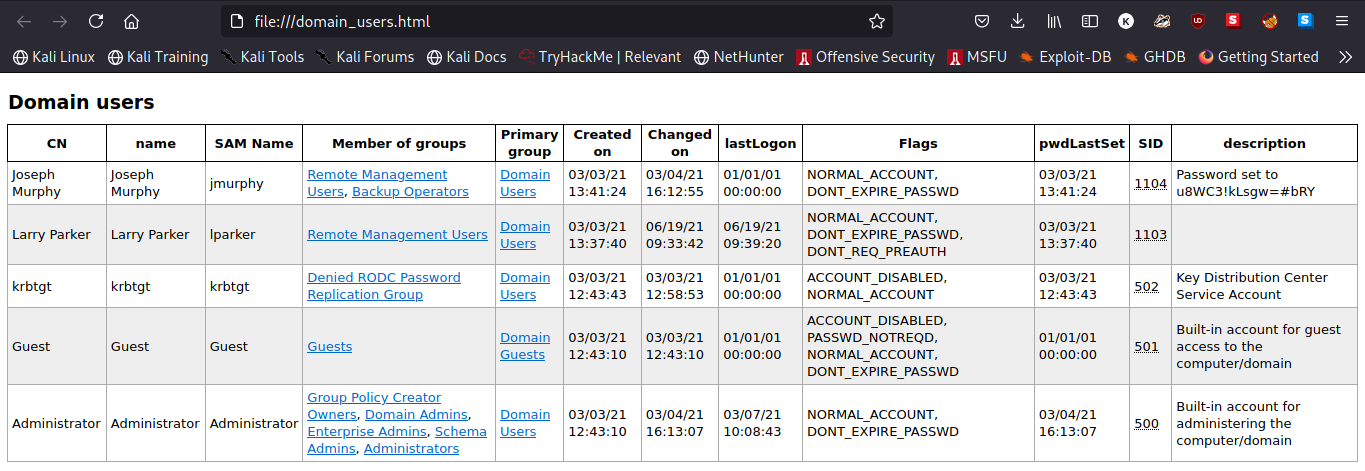 file:///domain_users.html
Kali Linux Kali Training Kali Tools Kali Forums Kali Docs TryHackMe | Relevant NetHunter Offensive Security MSFU Exploit-DB GHDB Getting Started
Domain users
CN name SAM Name Member of groups Primary group Created on Changed on lastLogon Flags pwdLastSet SID description
Joseph Murphy Joseph Murphy jmurphy Remote Management Users, Backup Operators Domain Users 03/03/21 13:41:24 03/04/21 16:12:55 01/01/01 00:00:00 NORMAL_ACCOUNT, DONT_EXPIRE_PASSWD 03/03/21 13:41:24 1104 Password set to u8WC3!kLsgw=#bRY
Larry Parker Larry Parker lparker Remote Management Users Domain Users 03/03/21 13:37:40 06/19/21 09:33:42 06/19/21 09:39:20 NORMAL_ACCOUNT, DONT_EXPIRE_PASSWD, DONT_REQ_PREAUTH 03/03/21 13:37:40 1103
krbtgt krbtgt krbtgt Denied RODC Password Replication Group Domain Users 03/03/21 12:43:43 03/03/21 12:58:53 01/01/01 00:00:00 ACCOUNT_DISABLED, NORMAL_ACCOUNT 03/03/21 12:43:43 502 Key Distribution Center Service Account
Guest Guest Guest Guests Domain Guests 03/03/21 12:43:10 03/03/21 12:43:10 01/01/01 00:00:00 ACCOUNT_DISABLED, PASSWD_NOTREQD, NORMAL_ACCOUNT, DONT_EXPIRE_PASSWD 01/01/01 00:00:00 501 Built-in account for guest access to the computer/domain
Administrator Administrator Administrator Group Policy Creator Owners, Domain Admins, Enterprise Admins, Schema Admins, Administrators Domain Users 03/03/21 12:43:10 03/04/21 16:13:07 03/07/21 10:08:43 NORMAL_ACCOUNT, DONT_EXPIRE_PASSWD 03/04/21 16:13:07 500 Built-in account for administering the computer/domain